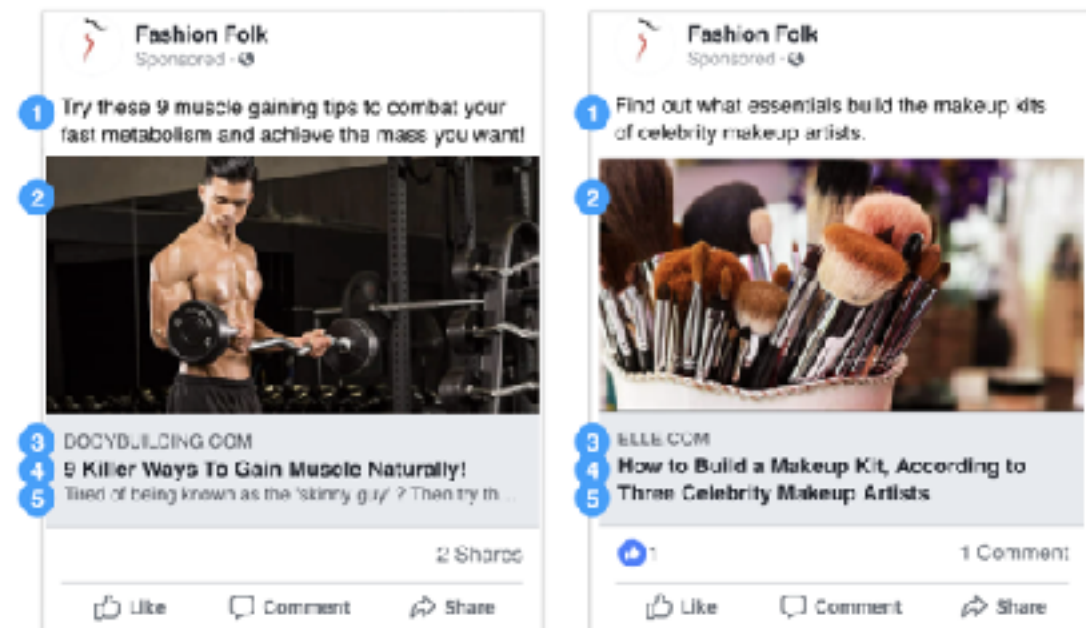 Fashion Folk
Sponsored ·
1 Try these 9 muscle gaining tips to combat your
fast metabolism and achieve the mass you want!
2
3 BODYBUILDING.COM
4 9 Killer Ways To Gain Muscle Naturally!
5 Tired of being known as the 'skinny guy' ? Then try th...
2 Shares
Like Comment Share
Fashion Folk
Sponsored ·
1 Find out what essentials build the makeup kits
of celebrity makeup artists.
2
3 ELLE.COM
4 How to Build a Makeup Kit, According to
5 Three Celebrity Makeup Artists
1 1 Comment
Like Comment Share